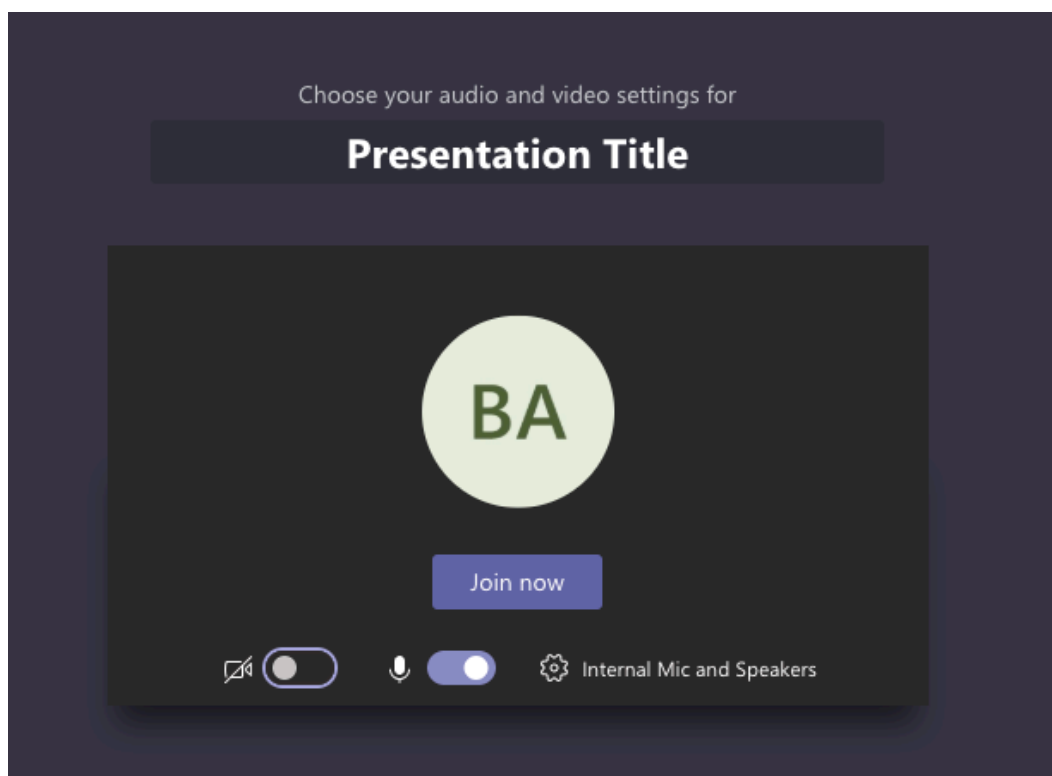 Choose your audio and video settings for
Presentation Title
BA
Join now
Internal Mic and Speakers